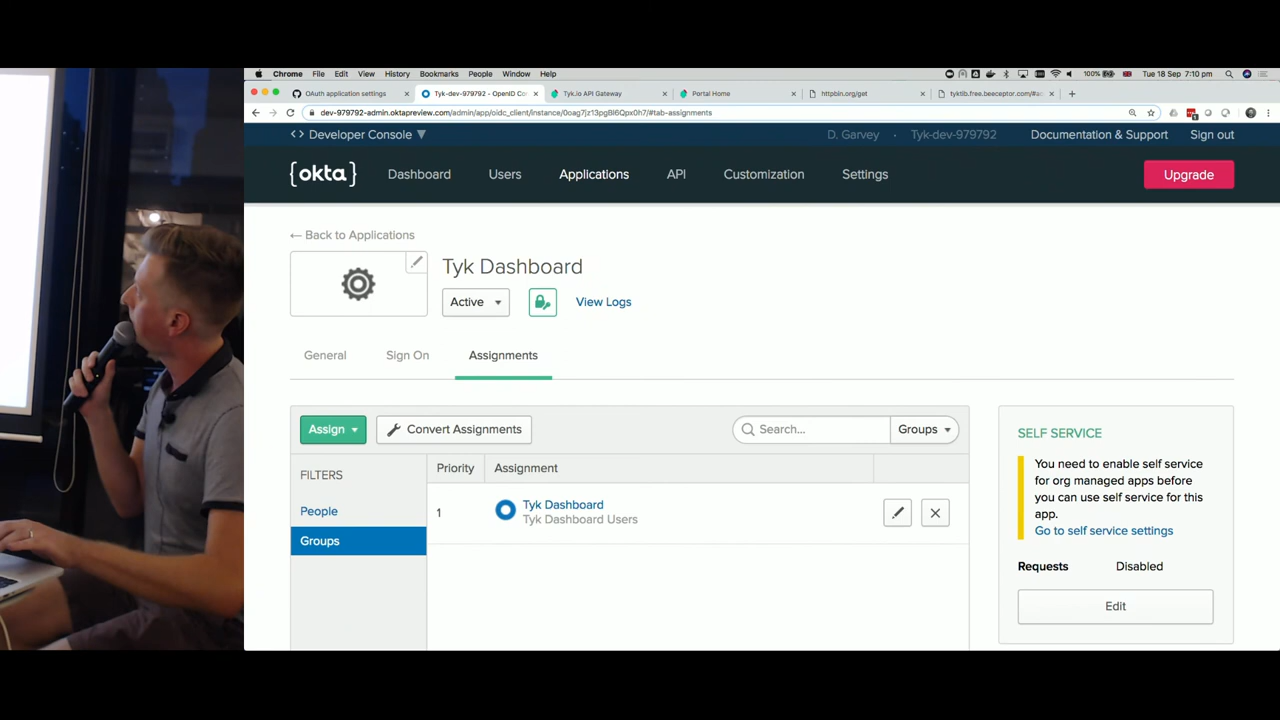 Chrome File Edit View History Bookmarks People Window Help
100% Tue 18 Sep 7:10 pm
OAuth application settings
Tyk-dev-979792 - OpenID Co
Tyk.io API Gateway
Portal Home
httpbin.org/get
tyktib.free.beeceptor.com/#a
dev-979792-admin.oktapreview.com/admin/app/oidc_client/instance/0oag7jz13pgBl6Qpx0h7/#tab-assignments
<> Developer Console
D. Garvey · Tyk-dev-979792
Documentation & Support
Sign out
{okta}
Dashboard
Users
Applications
API
Customization
Settings
Upgrade
← Back to Applications
Tyk Dashboard
Active
View Logs
General
Sign On
Assignments
Assign
Convert Assignments
Search...
Groups
FILTERS
People
Groups
Priority
Assignment
1
Tyk Dashboard
Tyk Dashboard Users
SELF SERVICE
You need to enable self service
for org managed apps before
you can use self service for this
app.
Go to self service settings
Requests Disabled
Edit